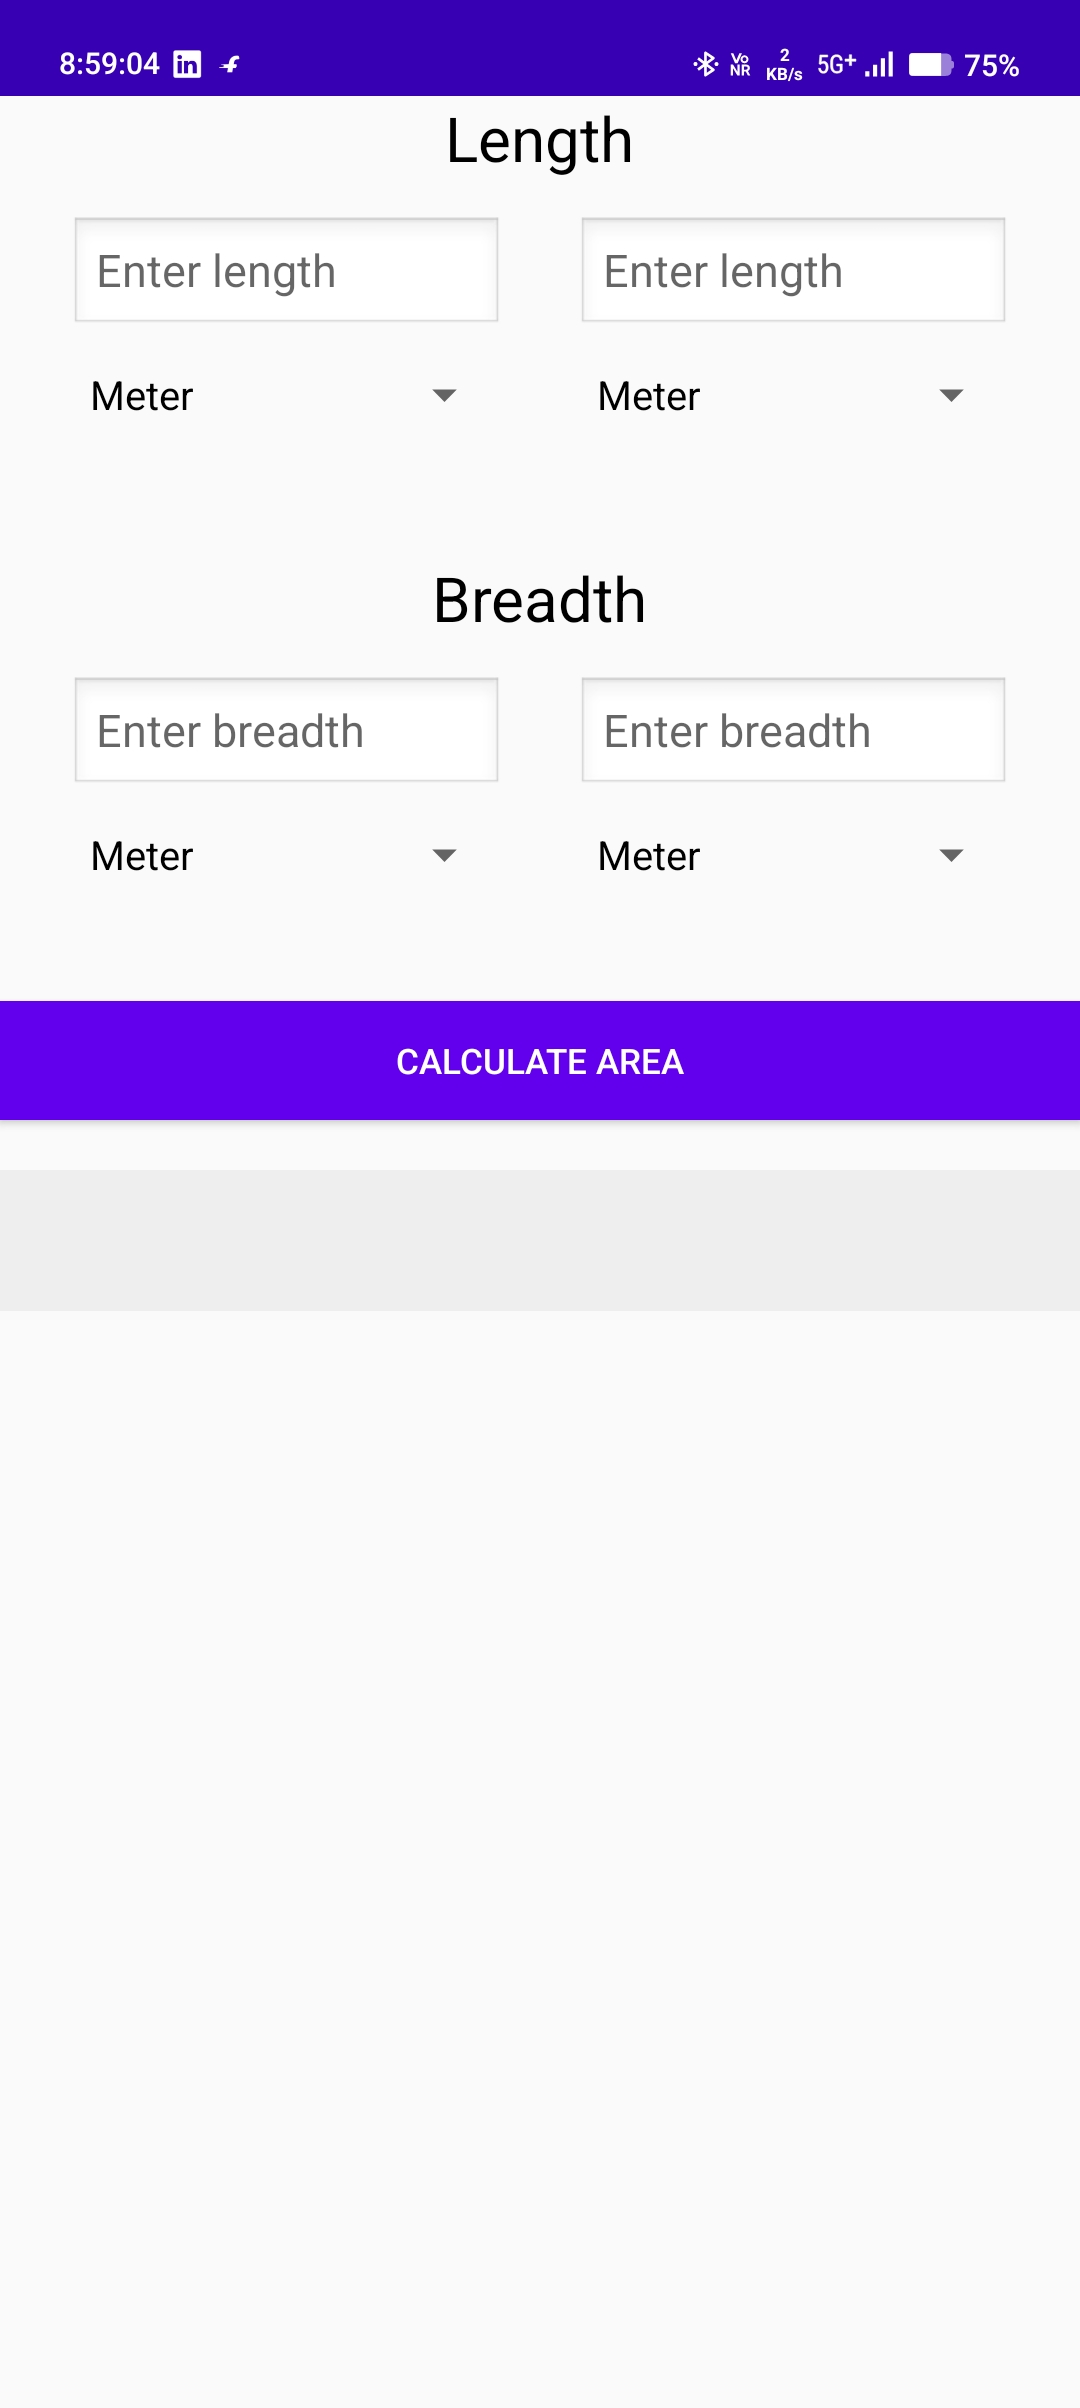 8:59:04 in Vo NR 2 KB/s 5G+ 75%
Length
Enter length Enter length
Meter Meter
Breadth
Enter breadth Enter breadth
Meter Meter
CALCULATE AREA